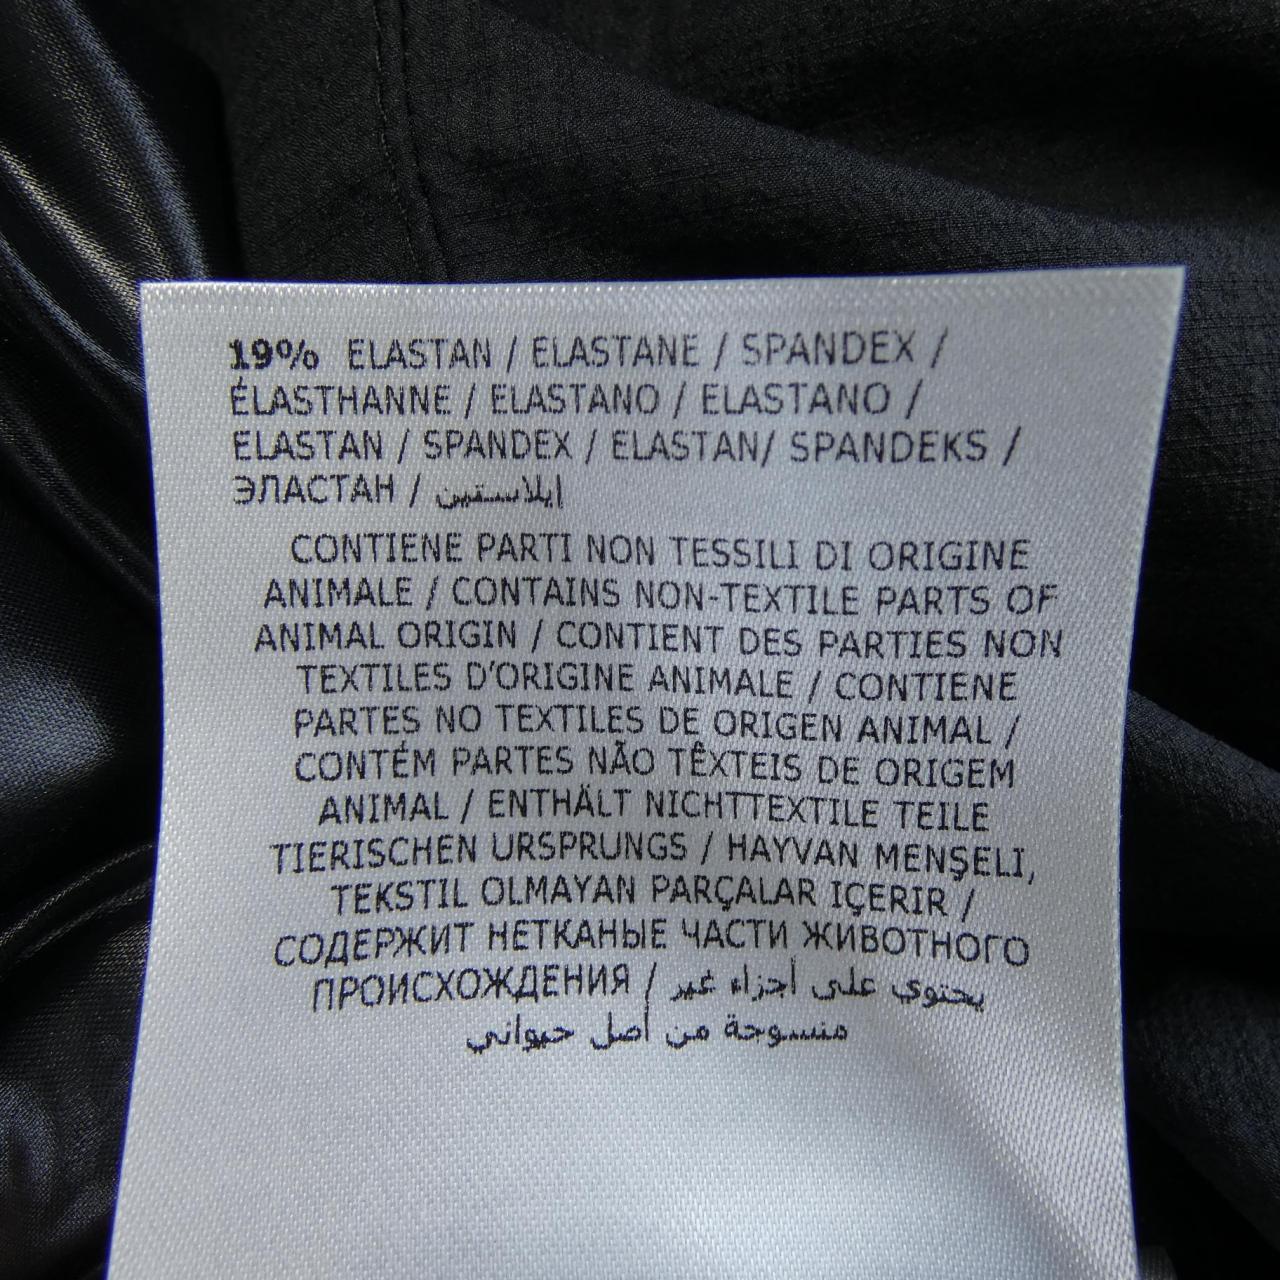 19% ELASTAN / ELASTANE / SPANDEX /
ÉLASTHANNE / ELASTANO / ELASTANO /
ELASTAN / SPANDEX / ELASTAN/ SPANDEKS /
ЭЛАСТАН / إيلاستين
CONTIENE PARTI NON TESSILI DI ORIGINE
ANIMALE / CONTAINS NON-TEXTILE PARTS OF
ANIMAL ORIGIN / CONTIENT DES PARTIES NON
TEXTILES D'ORIGINE ANIMALE / CONTIENE
PARTES NO TEXTILES DE ORIGEN ANIMAL /
CONTÉM PARTES NÃO TÊXTEIS DE ORIGEM
ANIMAL / ENTHÄLT NICHTTEXTILE TEILE
TIERISCHEN URSPRUNGS / HAYVAN MENŞELİ,
TEKSTIL OLMAYAN PARÇALAR IÇERIR /
СОДЕРЖИТ НЕТКАНЫЕ ЧАСТИ ЖИВОТНОГО
ПРОИСХОЖДЕНИЯ / يحتوي على أجزاء غير
منسوجة من أصل حيواني